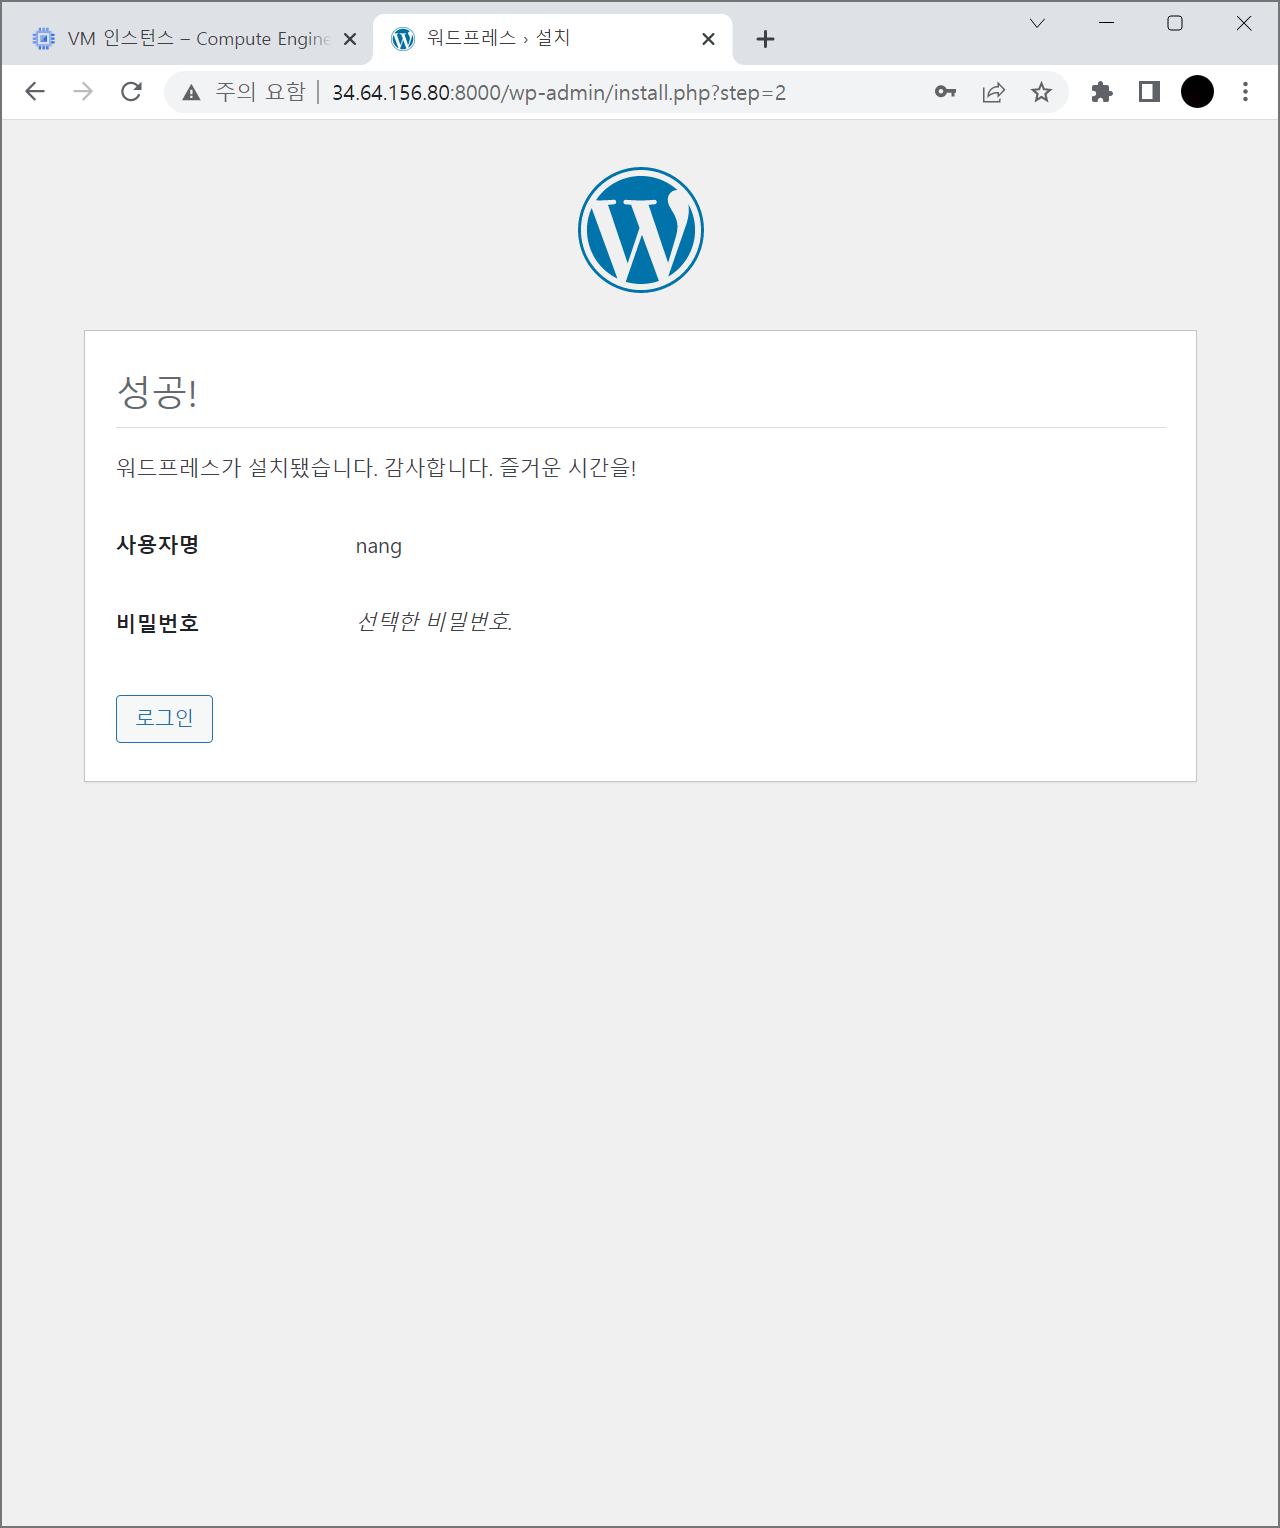 VM 인스턴스 – Compute Engine
워드프레스 › 설치
주의 요함
34.64.156.80:8000/wp-admin/install.php?step=2
성공!
워드프레스가 설치됐습니다. 감사합니다. 즐거운 시간을!
사용자명 nang
비밀번호 선택한 비밀번호.
로그인